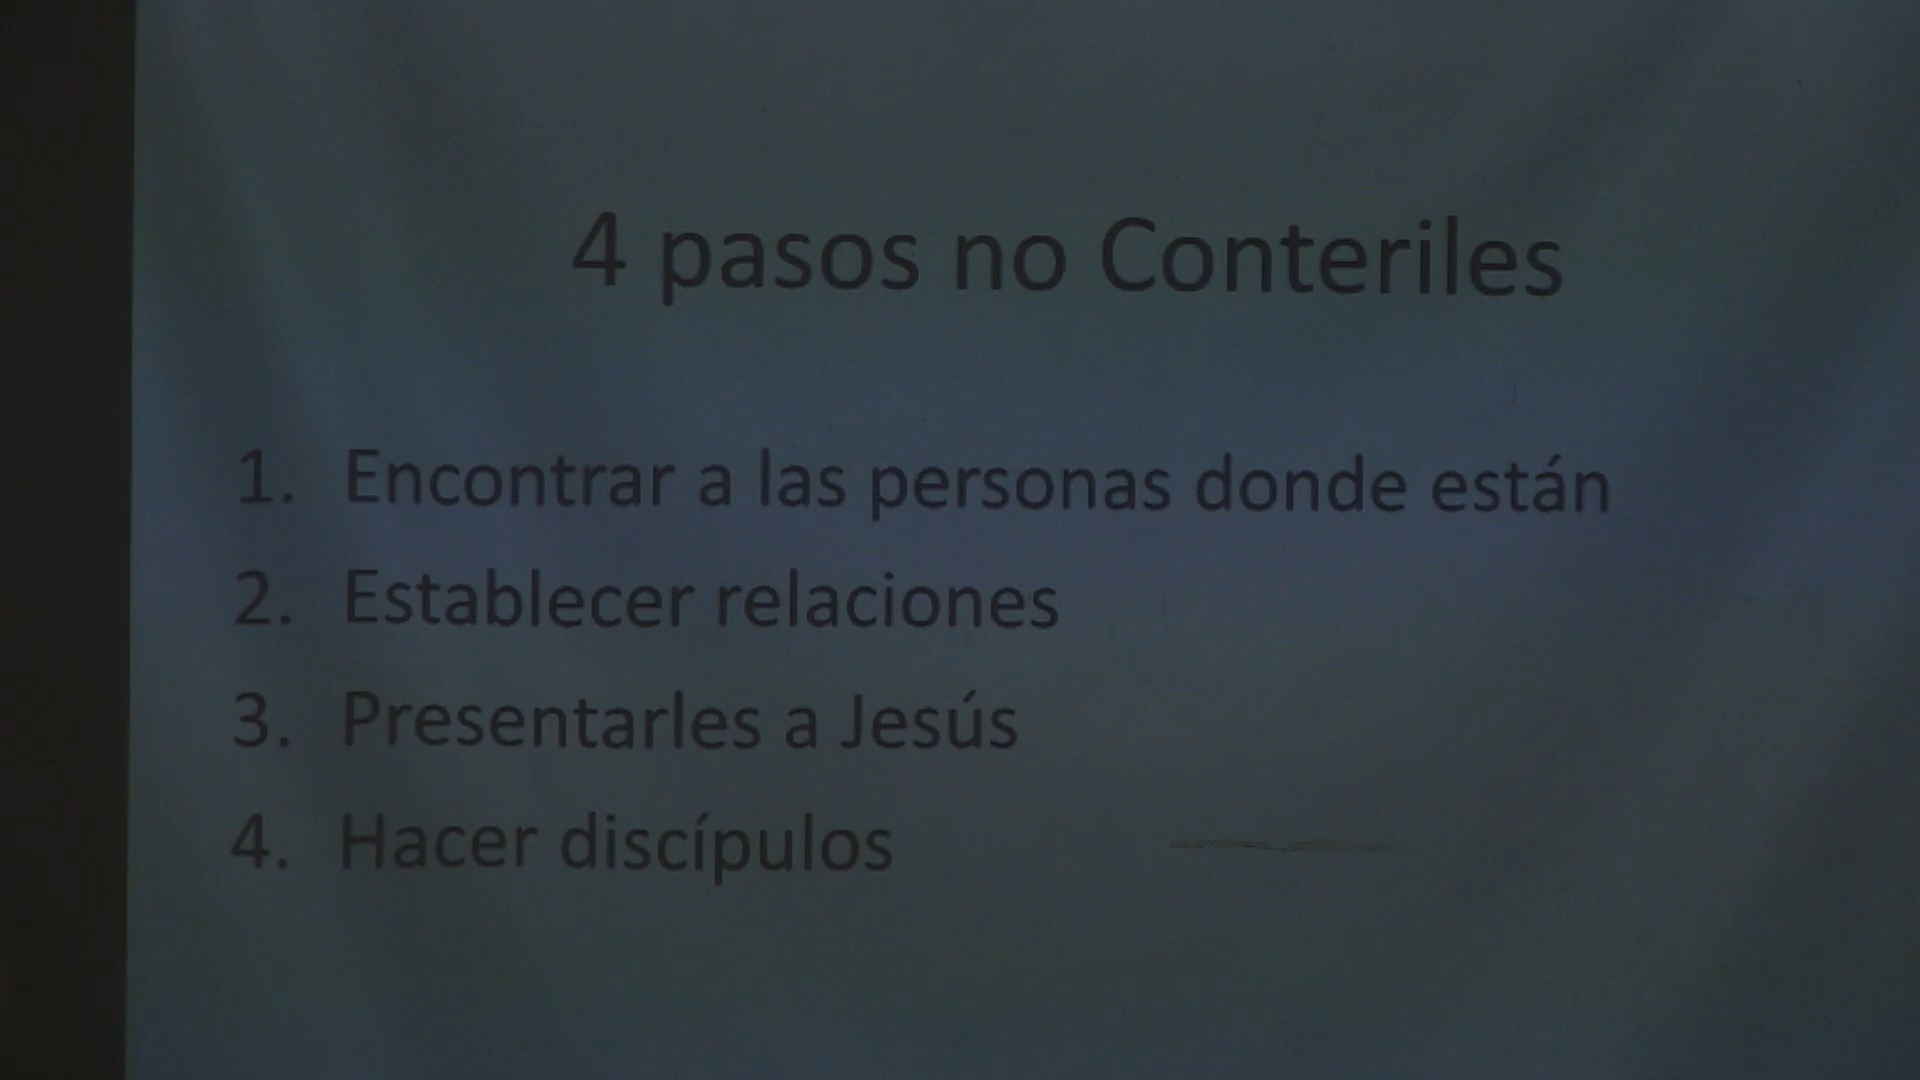 4 pasos no Conteriles
1. Encontrar a las personas donde están
2. Establecer relaciones
3. Presentarles a Jesús
4. Hacer discípulos